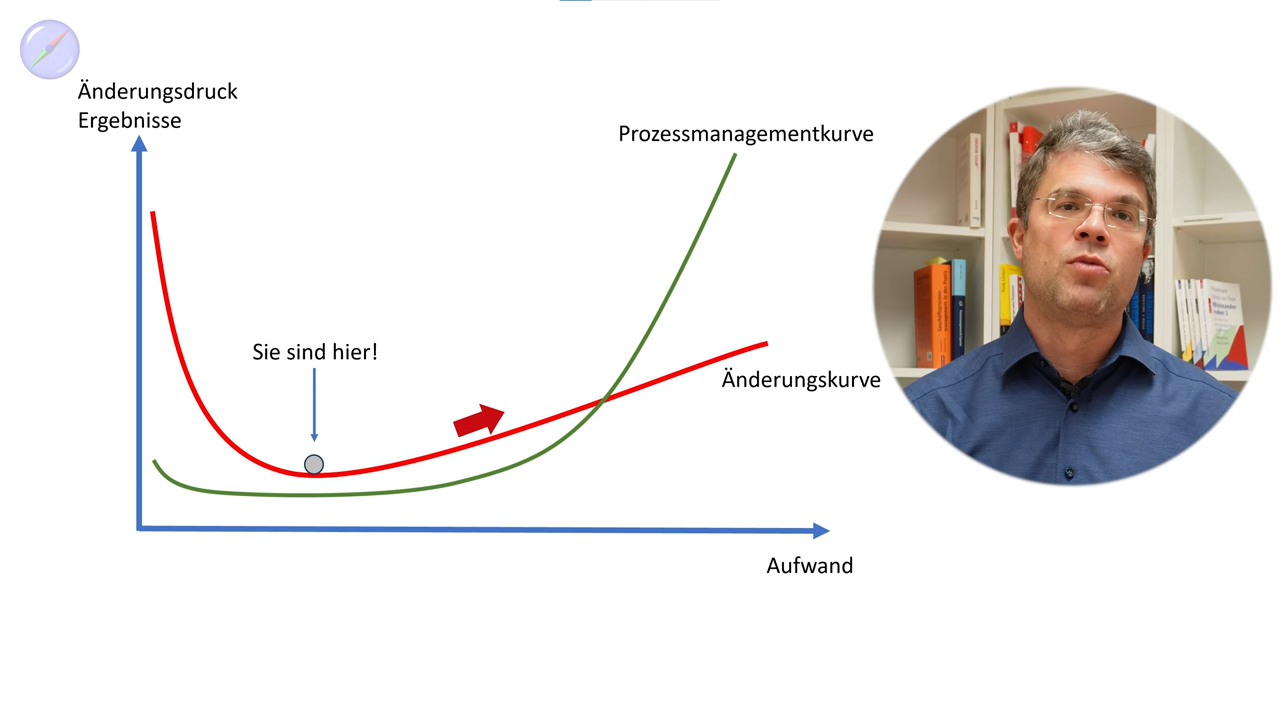 Änderungsdruck
Ergebnisse
Prozessmanagementkurve
Sie sind hier!
Änderungskurve
Aufwand